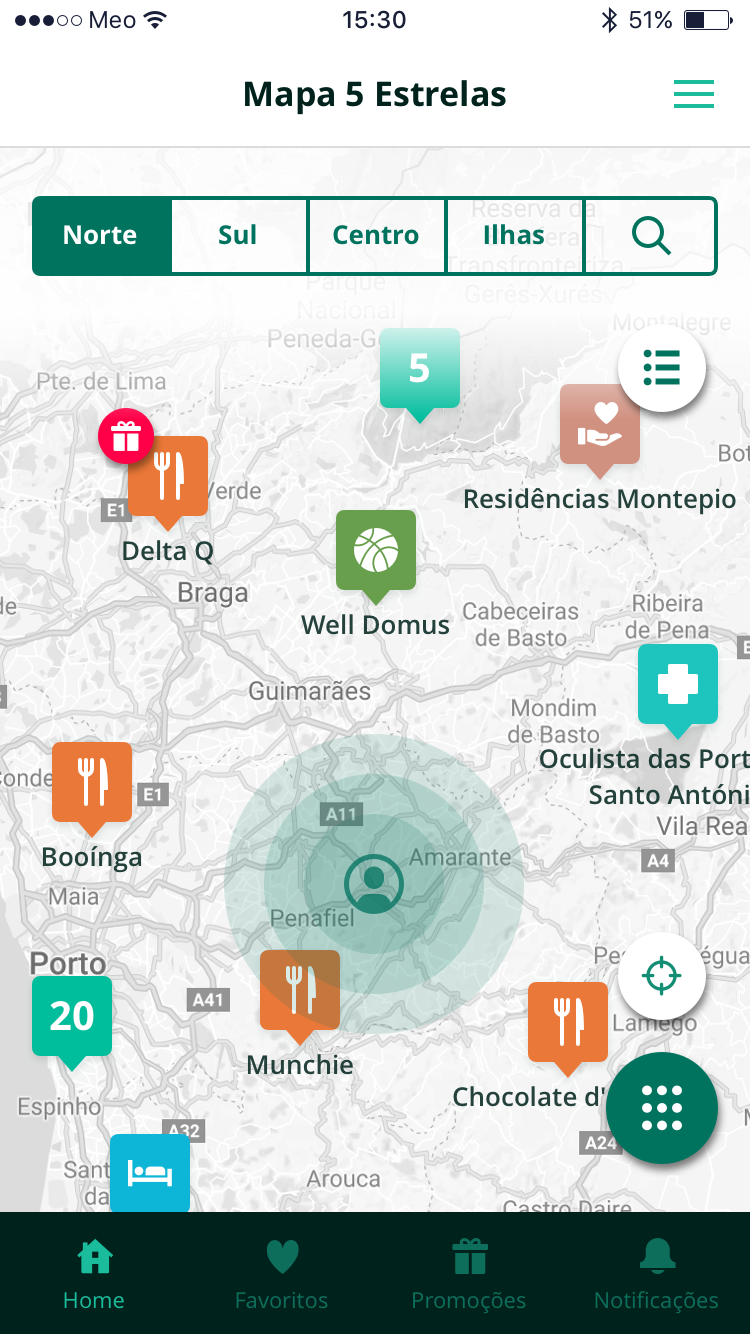 Meo
15:30
51%
Mapa 5 Estrelas
Norte
Sul
Centro
Ilhas
Reserva da
Transfronteiriza
Gerês-Xurés
Parque
Nacional
Peneda-G
Montalegre
5
Pte. de Lima
Bot
Residências Montepio
Verde
E1
Delta Q
Braga
Well Domus
Cabeceiras
de Basto
Ribeira
de Pena
Guimarães
Mondim
de Basto
Oculista das Port
Santo Antóni
Conde
E1
A11
Vila Rea
Booínga
Amarante
A4
Maia
Penafiel
Porto
20
A41
Lamego
Munchie
Chocolate d'
Espinho
A32
A24
Sant
da
Arouca
Castro Daire
Home
Favoritos
Promoções
Notificações